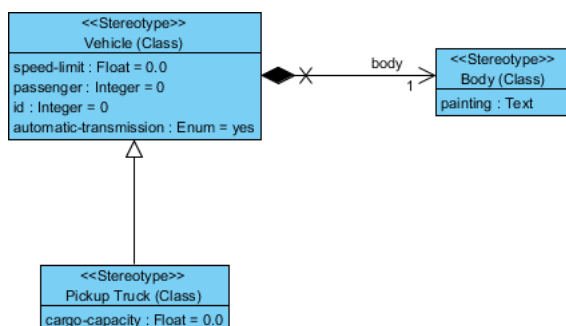 <<Stereotype>>
Vehicle (Class)
speed-limit : Float = 0.0
passenger : Integer = 0
id : Integer = 0
automatic-transmission : Enum = yes
body
1
<<Stereotype>>
Body (Class)
painting : Text
<<Stereotype>>
Pickup Truck (Class)
cargo-capacity : Float = 0.0